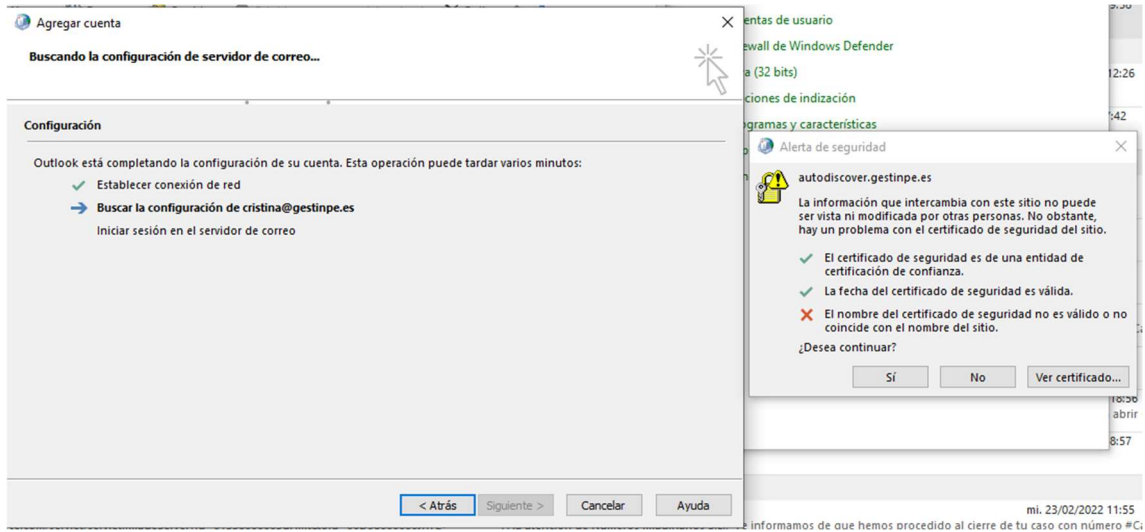 Agregar cuenta
Buscando la configuración de servidor de correo...
Configuración
Outlook está completando la configuración de su cuenta. Esta operación puede tardar varios minutos:
Establecer conexión de red
Buscar la configuración de cristina@gestinpe.es
Iniciar sesión en el servidor de correo
< Atrás
Siguiente >
Cancelar
Ayuda
entas de usuario
ewall de Windows Defender
a (32 bits)
ciones de indización
ogramas y características
Alerta de seguridad
autodiscover.gestinpe.es
La información que intercambia con este sitio no puede
ser vista ni modificada por otras personas. No obstante,
hay un problema con el certificado de seguridad del sitio.
El certificado de seguridad es de una entidad de
certificación de confianza.
La fecha del certificado de seguridad es válida.
El nombre del certificado de seguridad no es válido o no
coincide con el nombre del sitio.
¿Desea continuar?
Sí
No
Ver certificado...
12:26
:42
18:56
abrir
8:57
mi. 23/02/2022 11:55
e informamos de que hemos procedido al cierre de tu caso con número #Ca